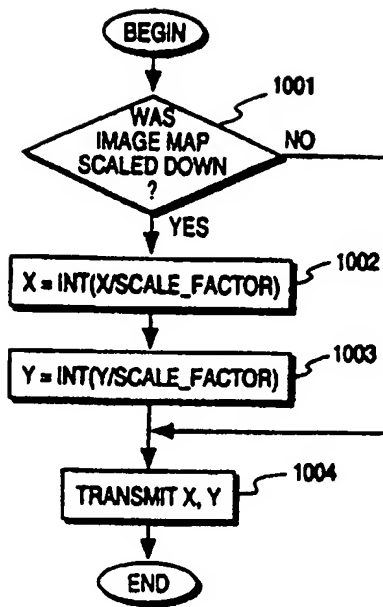 BEGIN
1001
WAS
IMAGE MAP
SCALED DOWN
?
NO
YES
1002
X = INT(X/SCALE_FACTOR)
1003
Y = INT(Y/SCALE_FACTOR)
1004
TRANSMIT X, Y
END